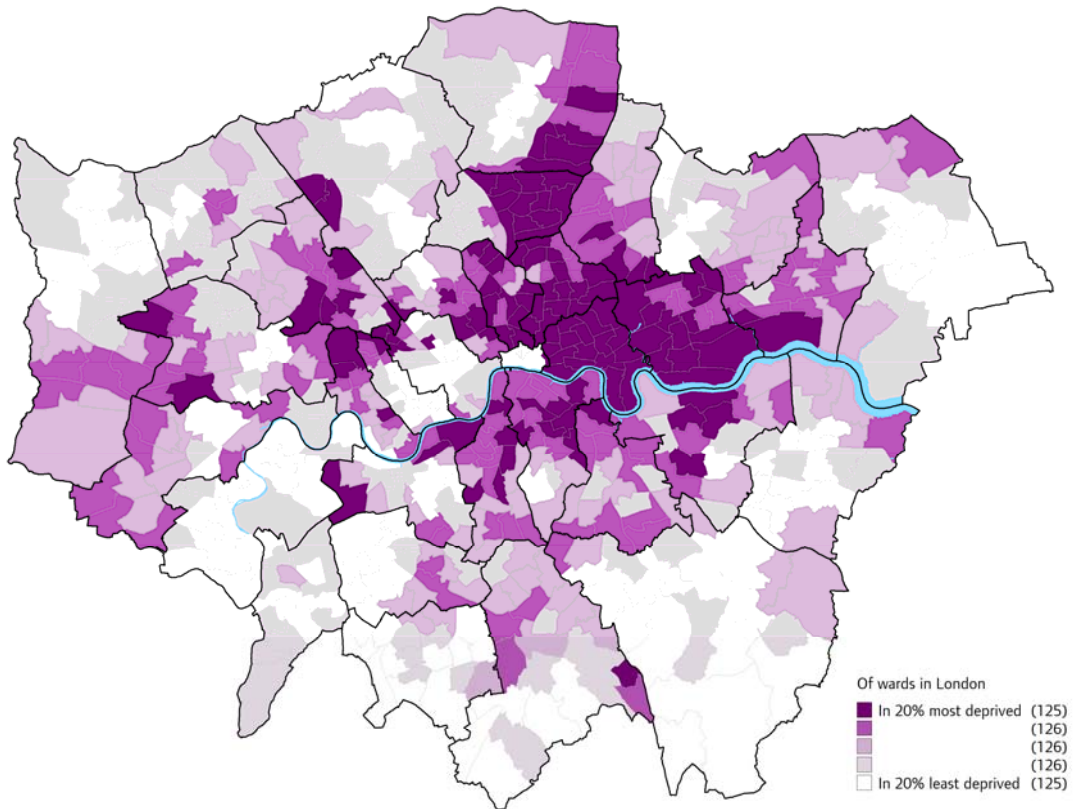 Of wards in London
In 20% most deprived (125)
(126)
(126)
(126)
In 20% least deprived (125)